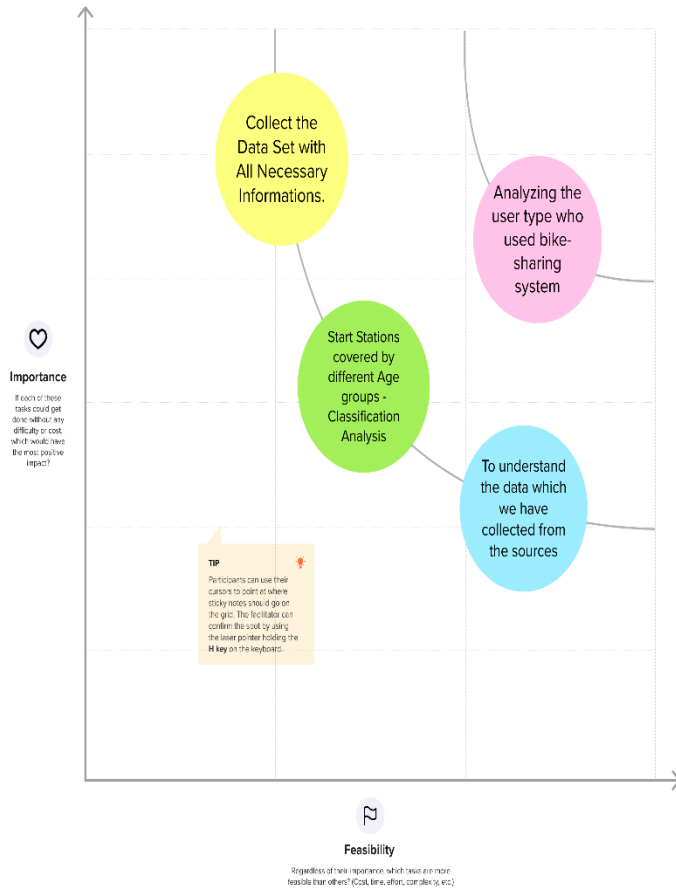 Collect the
Data Set with
All Necessary
Informations.
Analyzing the
user type who
used bike-
sharing
system
Start Stations
covered by
different Age
groups -
Classification
Analysis
To understand
the data which
we have
collected from
the sources
Importance
If each of these
tasks could get
done without any
difficulty or cost,
which would have
the most positive
impact?
TIP
Participants can use their
cursors to point at where
sticky notes should go on
the grid. The facilitator can
confirm the spot by using
the laser pointer holding the
H key on the keyboard.
Feasibility
Regardless of their importance, which tasks are more
feasible than others? (Cost, time, effort, complexity, etc.)